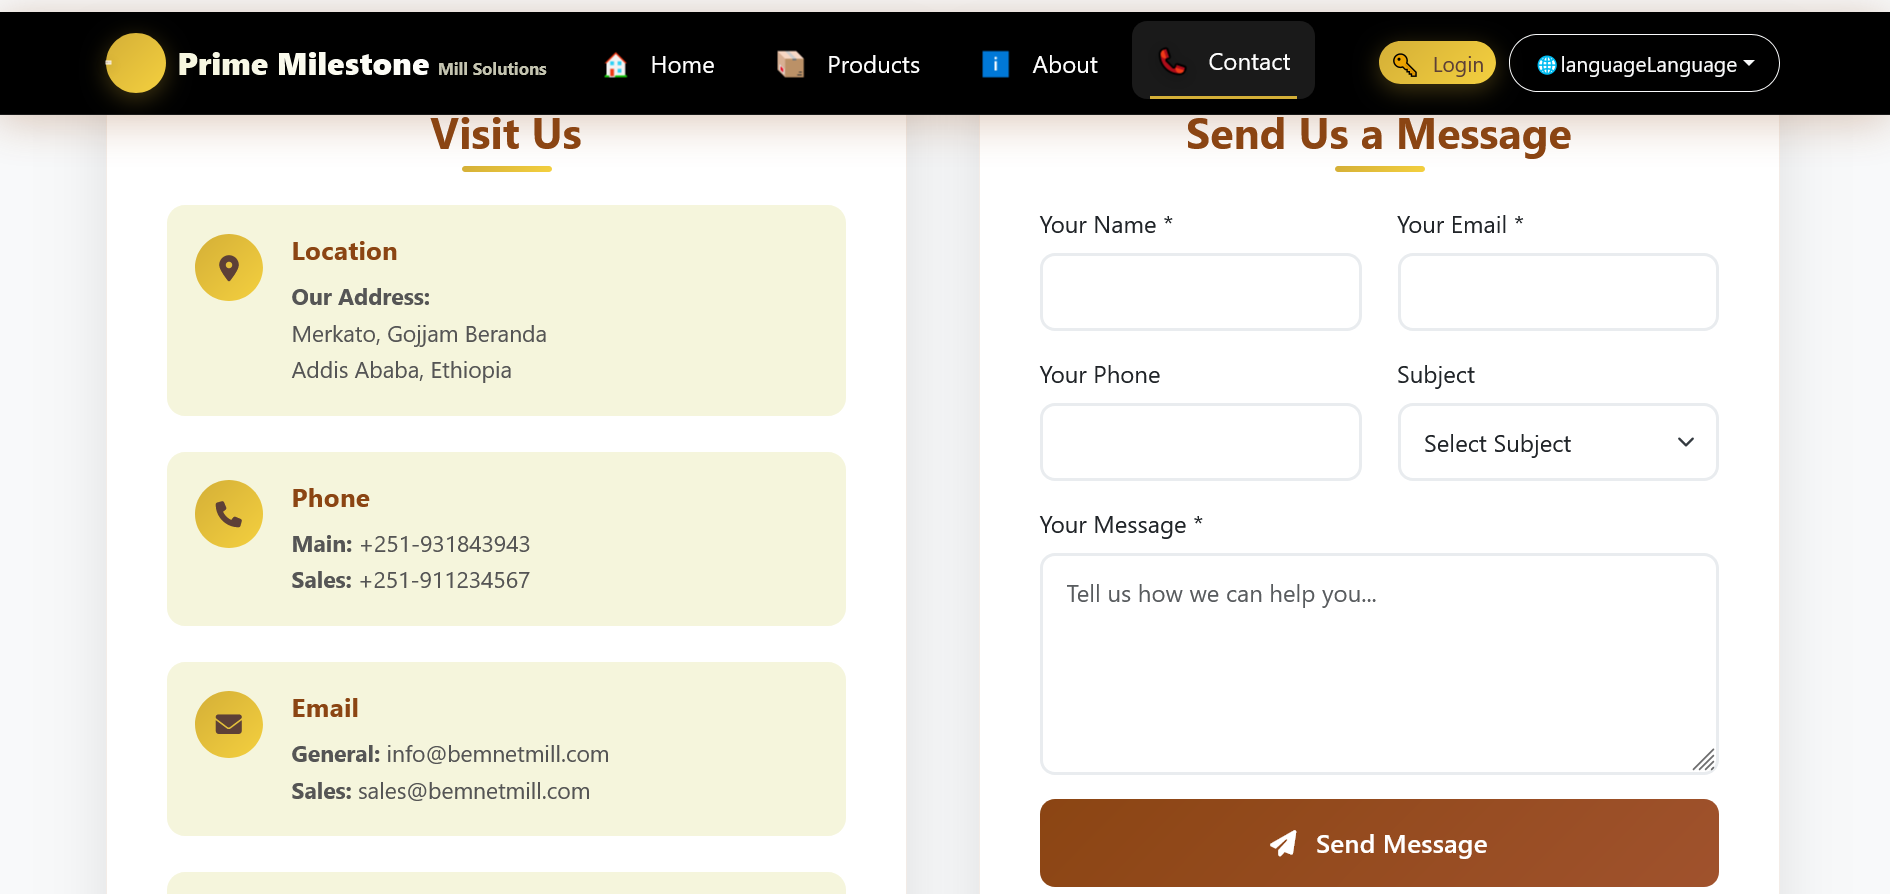 Prime Milestone Mill Solutions
Home
Products
About
Contact
Login
languageLanguage
Visit Us
Location
Our Address:
Merkato, Gojjam Beranda
Addis Ababa, Ethiopia
Phone
Main: +251-931843943
Sales: +251-911234567
Email
General: info@bemnetmill.com
Sales: sales@bemnetmill.com
Send Us a Message
Your Name *
Your Email *
Your Phone
Subject
Select Subject
Your Message *
Tell us how we can help you...
Send Message